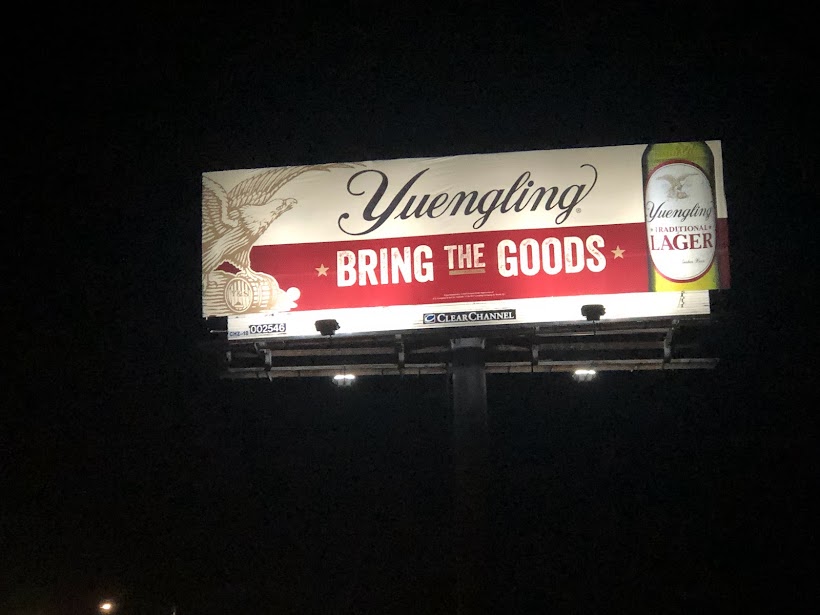 Yuengling®
BRING THE GOODS
Yuengling
TRADITIONAL
LAGER
002546
CLEARCHANNEL